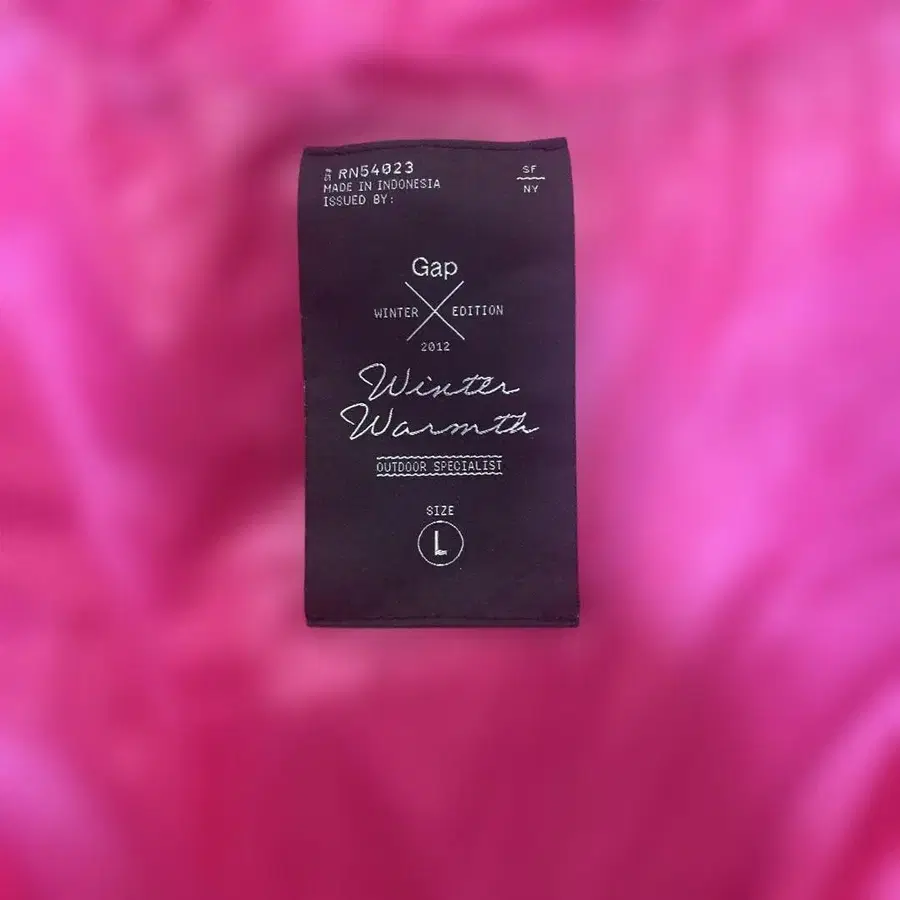 RN54023
MADE IN INDONESIA
ISSUED BY:
SF
NY
Gap
WINTER EDITION
2012
Winter
Warmth
OUTDOOR SPECIALIST
SIZE
L